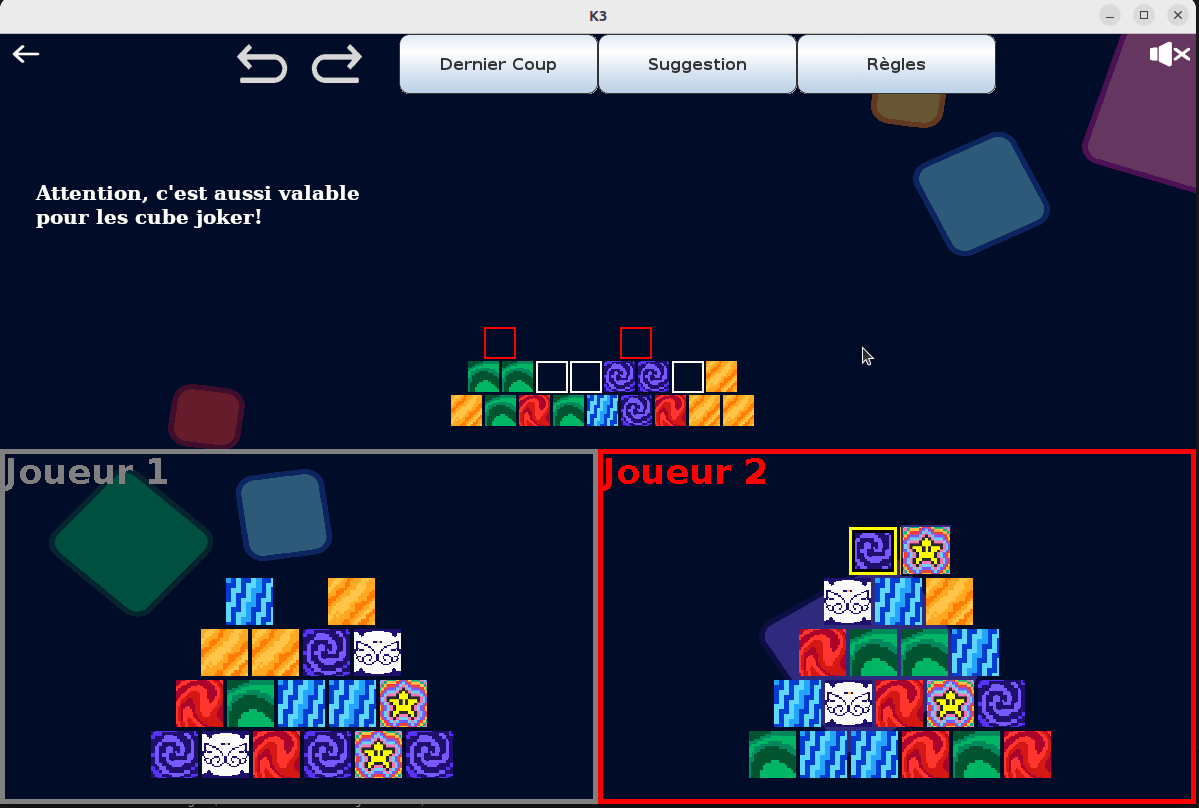 K3
Dernier Coup
Suggestion
Règles
Attention, c'est aussi valable
pour les cube joker!
Joueur 1
Joueur 2